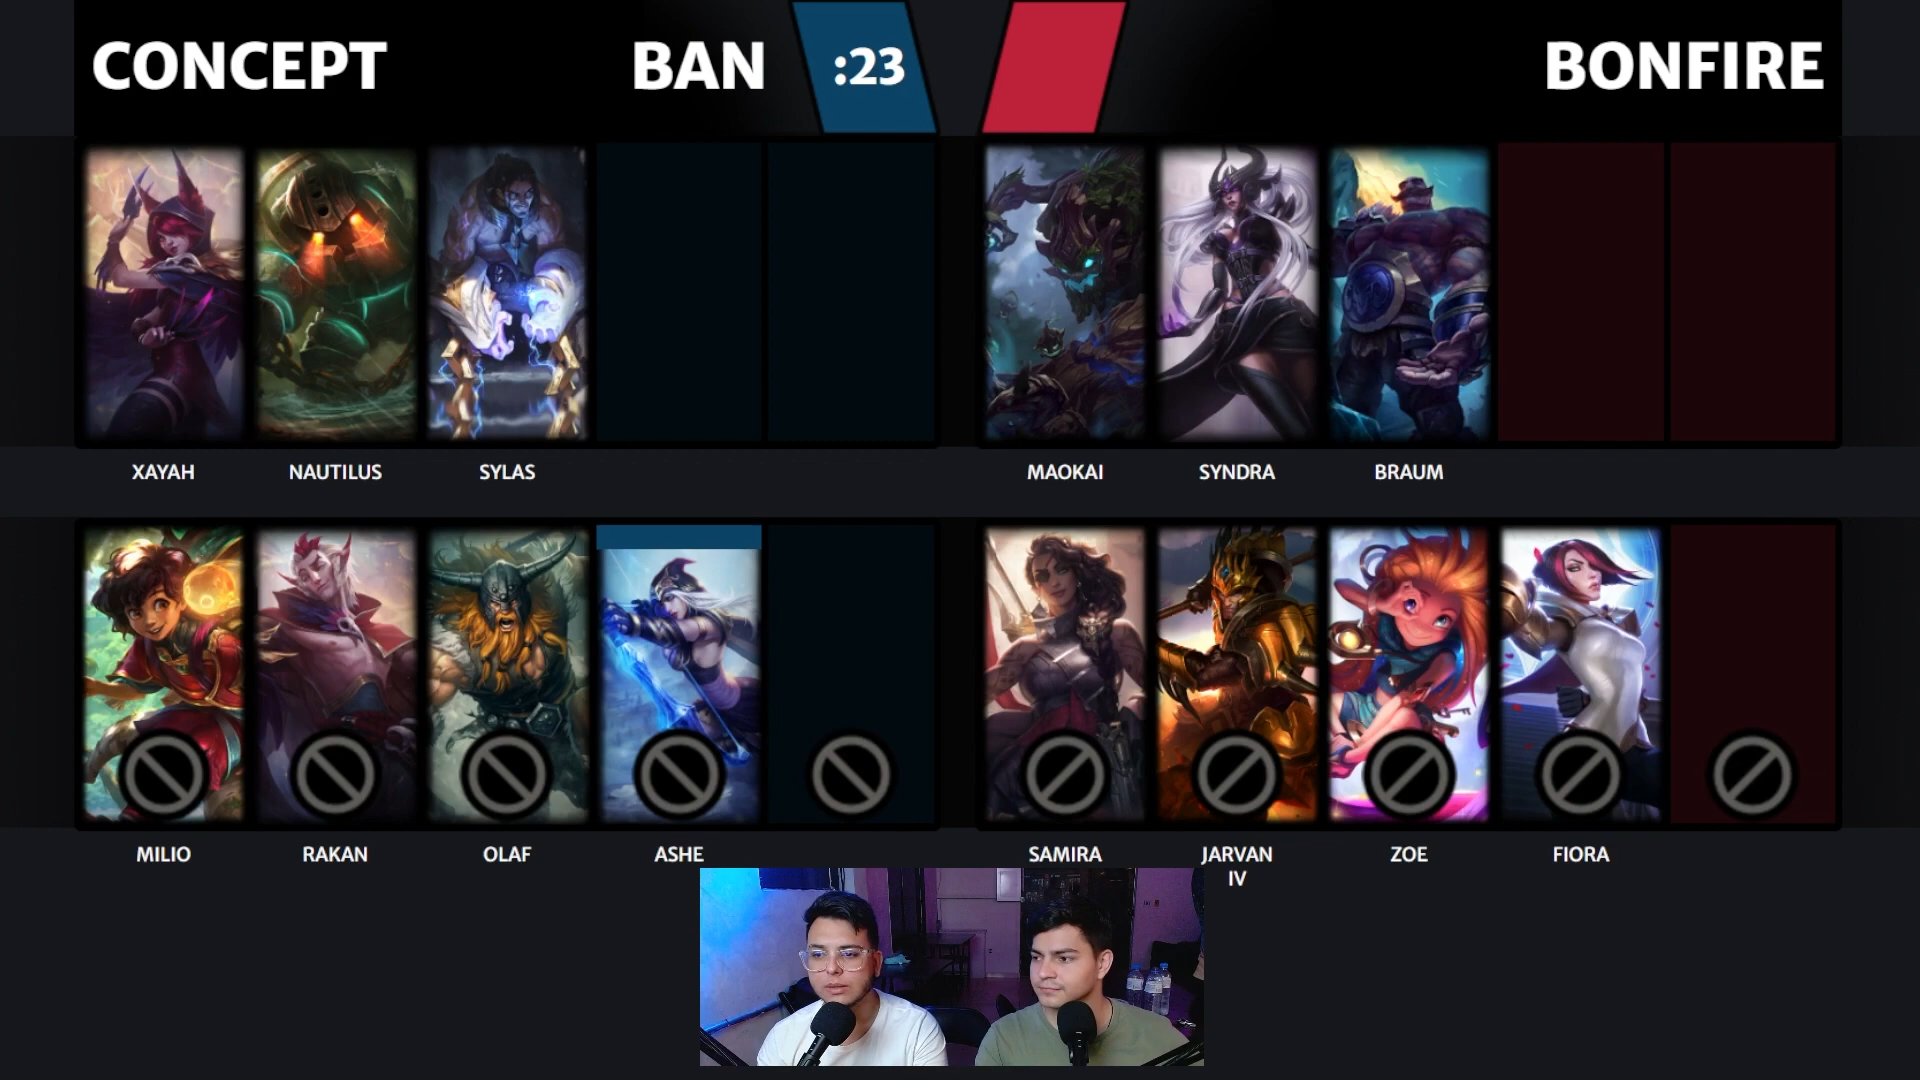 CONCEPT
BAN
:23
BONFIRE
XAYAH
NAUTILUS
SYLAS
MAOKAI
SYNDRA
BRAUM
MILIO
RAKAN
OLAF
ASHE
SAMIRA
JARVAN
IV
ZOE
FIORA